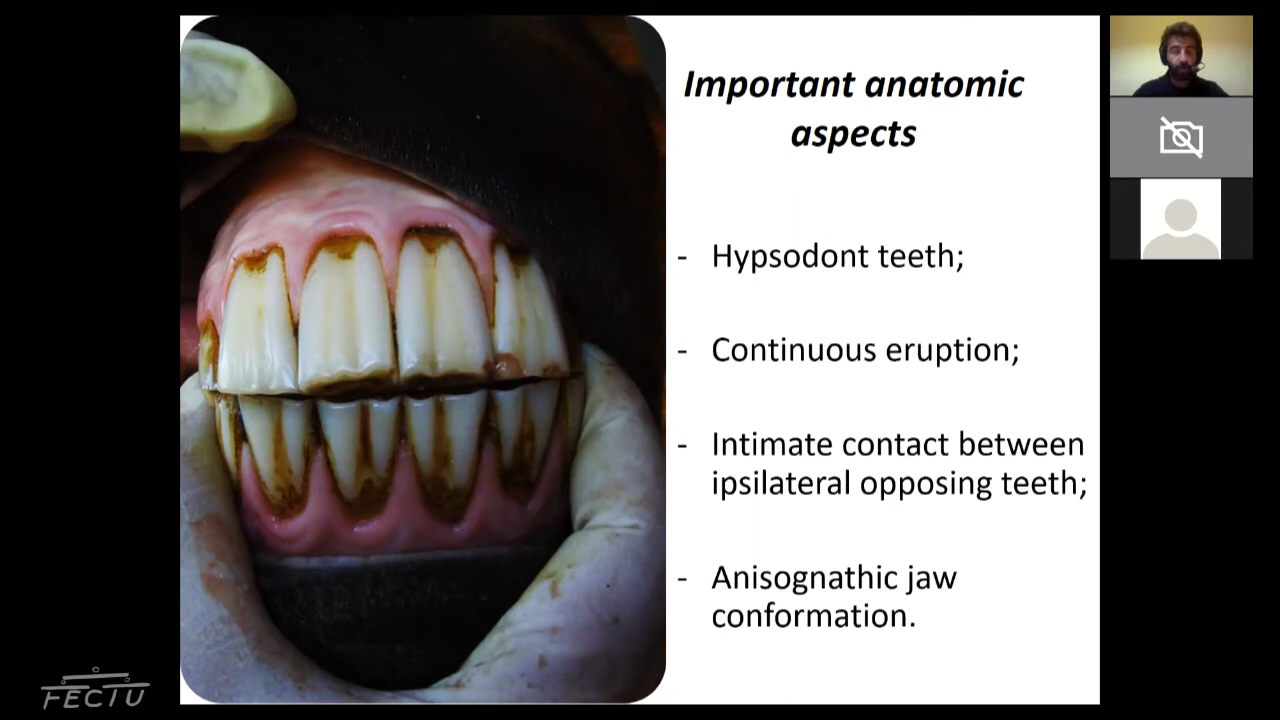 Important anatomic
aspects
- Hypsodont teeth;
- Continuous eruption;
- Intimate contact between
ipsilateral opposing teeth;
- Anisognathic jaw
conformation.
FECTU